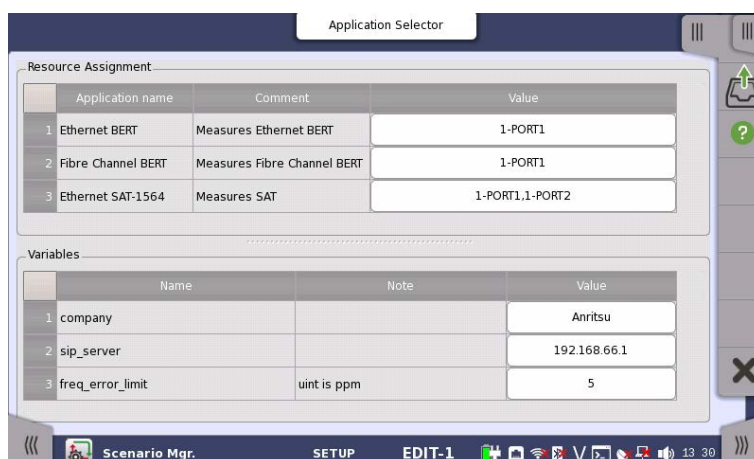 Application Selector
Resource Assignment
Application name Comment Value
1 Ethernet BERT Measures Ethernet BERT 1-PORT1
2 Fibre Channel BERT Measures Fibre Channel BERT 1-PORT1
3 Ethernet SAT-1564 Measures SAT 1-PORT1,1-PORT2
Variables
Name Note Value
1 company Anritsu
2 sip_server 192.168.66.1
3 freq_error_limit uint is ppm 5
Scenario Mgr. SETUP EDIT-1 13 30